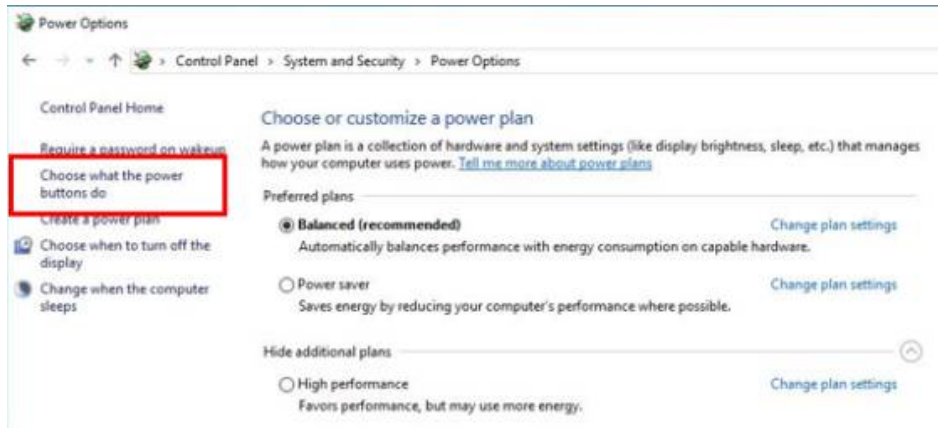 Power Options
Control Panel > System and Security > Power Options
Control Panel Home
Require a password on wakeup
Choose what the power
buttons do
Create a power plan
Choose when to turn off the
display
Change when the computer
sleeps
Choose or customize a power plan
A power plan is a collection of hardware and system settings (like display brightness, sleep, etc.) that manages
how your computer uses power. Tell me more about power plans
Preferred plans
Balanced (recommended) Change plan settings
Automatically balances performance with energy consumption on capable hardware.
Power saver Change plan settings
Saves energy by reducing your computer's performance where possible.
Hide additional plans
High performance Change plan settings
Favors performance, but may use more energy.